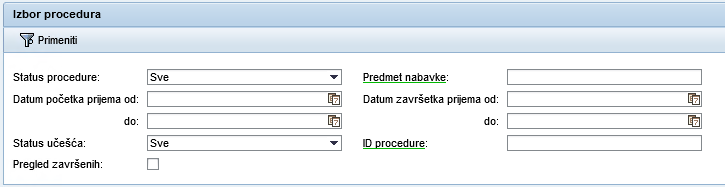 Izbor procedura
Primeniti
Status procedure: Sve Predmet nabavke:
Datum početka prijema od: Datum završetka prijema od:
do: do:
Status učešća: Sve ID procedure:
Pregled završenih: